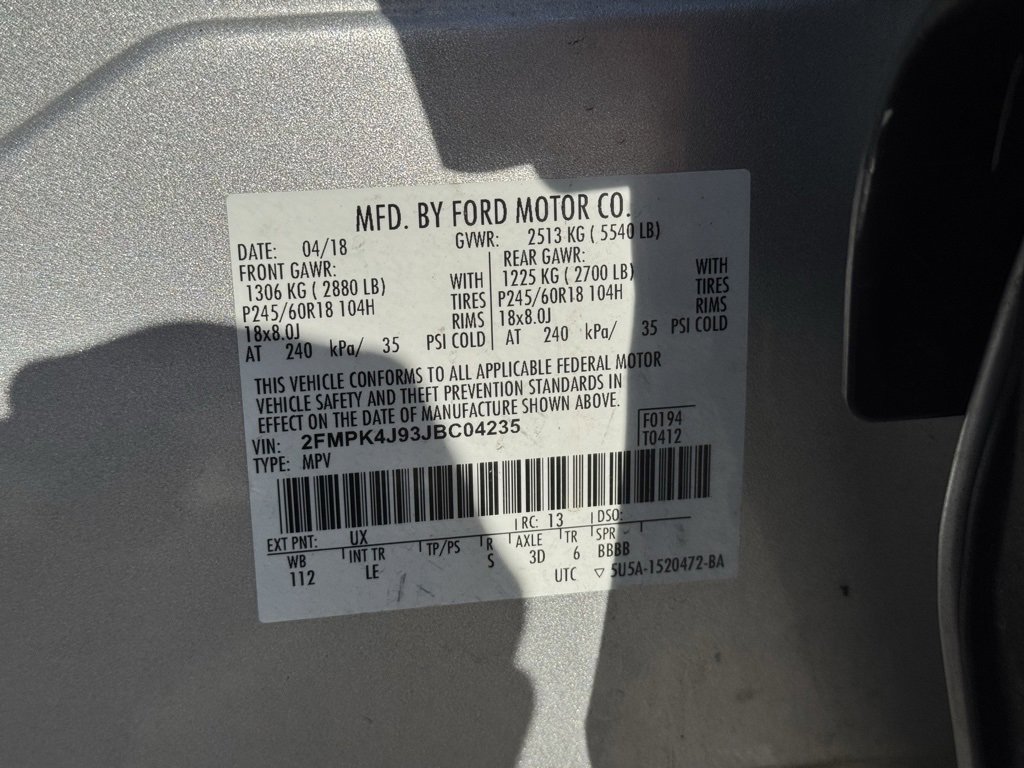 MFD. BY FORD MOTOR CO.
DATE: 04/18 GVWR: 2513 KG ( 5540 LB)
FRONT GAWR: REAR GAWR:
1306 KG ( 2880 LB) WITH 1225 KG ( 2700 LB) WITH
P245/60R18 104H TIRES P245/60R18 104H TIRES
18x8.0J RIMS 18x8.0J RIMS
AT 240 kPa/ 35 PSI COLD AT 240 kPa/ 35 PSI COLD
THIS VEHICLE CONFORMS TO ALL APPLICABLE FEDERAL MOTOR
VEHICLE SAFETY AND THEFT PREVENTION STANDARDS IN
EFFECT ON THE DATE OF MANUFACTURE SHOWN ABOVE.
VIN: 2FMPK4J93JBC04235 F0194
TYPE: MPV T0412
EXT PNT: UX RC: 13 DSO:
WB INT TR TP/PS R AXLE TR SPR
112 LE S 3D 6 BBBB
UTC ▽ 5U5A-1520472-BA